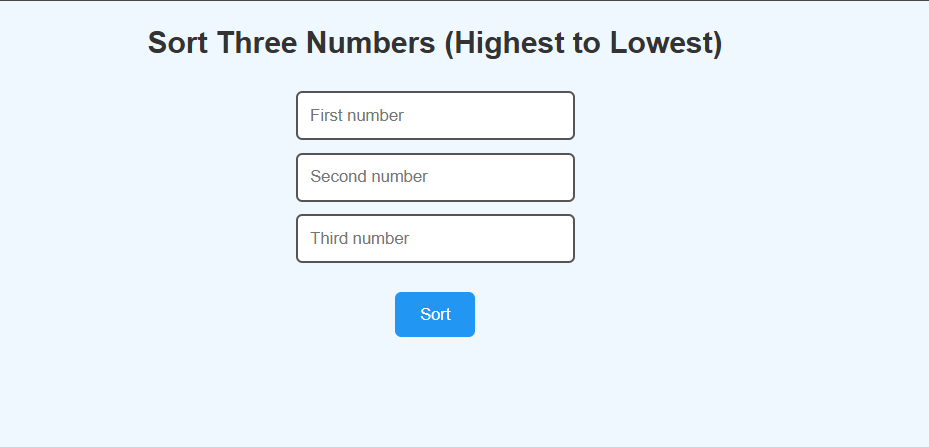 Sort Three Numbers (Highest to Lowest)
First number
Second number
Third number
Sort